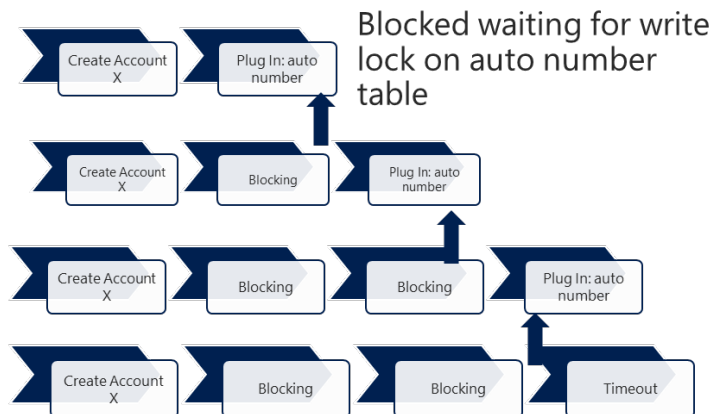 Blocked waiting for write
lock on auto number
table
Create Account
X
Plug In: auto
number
Create Account
X
Blocking
Plug In: auto
number
Create Account
X
Blocking
Blocking
Plug In: auto
number
Create Account
X
Blocking
Blocking
Timeout